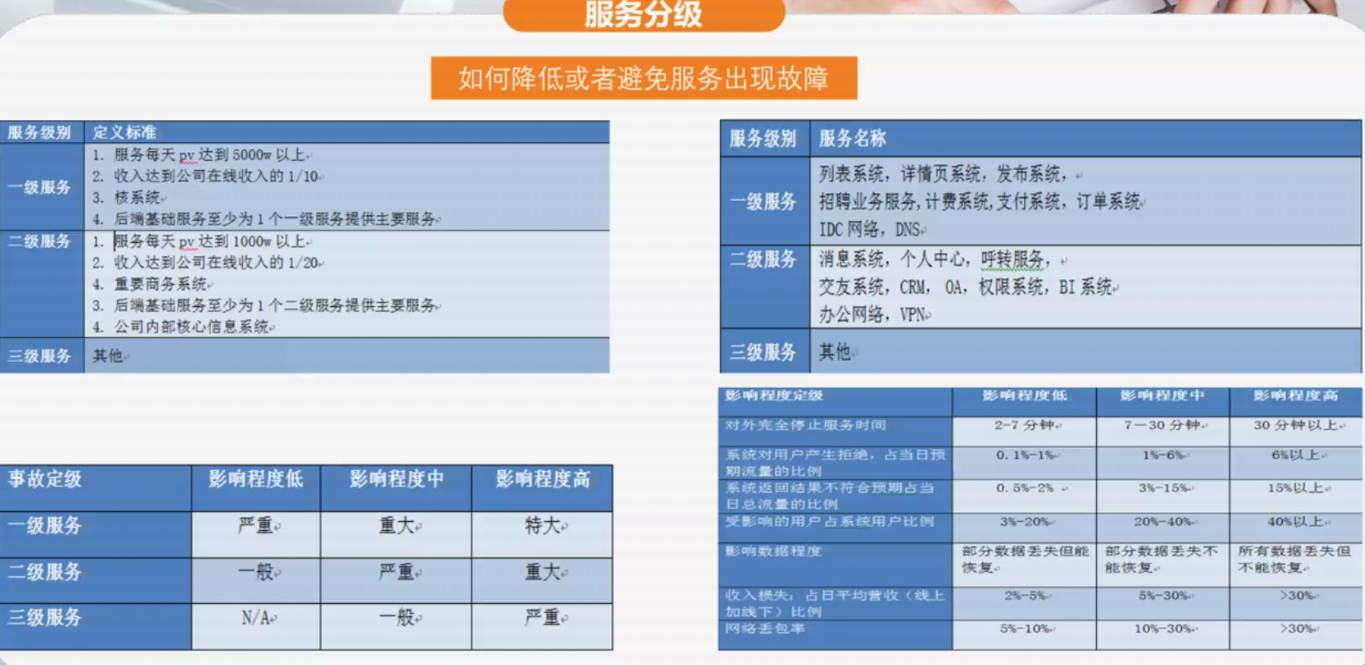 服务分级
如何降低或者避免服务出现故障
服务级别 定义标准
一级服务
1. 服务每天 pv 达到 5000w 以上
2. 收入达到公司在线收入的 1/10
3. 核系统
4. 后端基础服务至少为 1 个一级服务提供主要服务
二级服务
1. 服务每天 pv 达到 1000w 以上
2. 收入达到公司在线收入的 1/20
4. 重要商务系统
3. 后端基础服务至少为 1 个二级服务提供主要服务
4. 公司内部核心信息系统
三级服务 其他
服务级别 服务名称
一级服务
列表系统，详情页系统，发布系统，
招聘业务服务,计费系统,支付系统，订单系统
IDC 网络，DNS
二级服务
消息系统，个人中心，呼转服务，
交友系统，CRM， OA，权限系统，BI 系统
办公网络，VPN
三级服务 其他
事故定级 影响程度低 影响程度中 影响程度高
一级服务 严重 重大 特大
二级服务 一般 严重 重大
三级服务 N/A 一般 严重
影响程度定级 影响程度低 影响程度中 影响程度高
对外完全停止服务时间 2-7 分钟 7—30 分钟 30 分钟以上
系统对用户产生拒绝，占当日预
期流量的比例 0.1%-1% 1%-6% 6%以上
系统返回结果不符合预期占当
日总流量的比例 0.5%-2% 3%-15% 15%以上
受影响的用户占系统用户比例 3%-20% 20%-40% 40%以上
影响数据程度 部分数据丢失但能 部分数据丢失不 所有数据丢失但
恢复 能恢复 不能恢复
收入损失：占日平均营收（线上
加线下）比例 2%-5% 5%-30% >30%
网络丢包率 5%-10% 10%-30% >30%